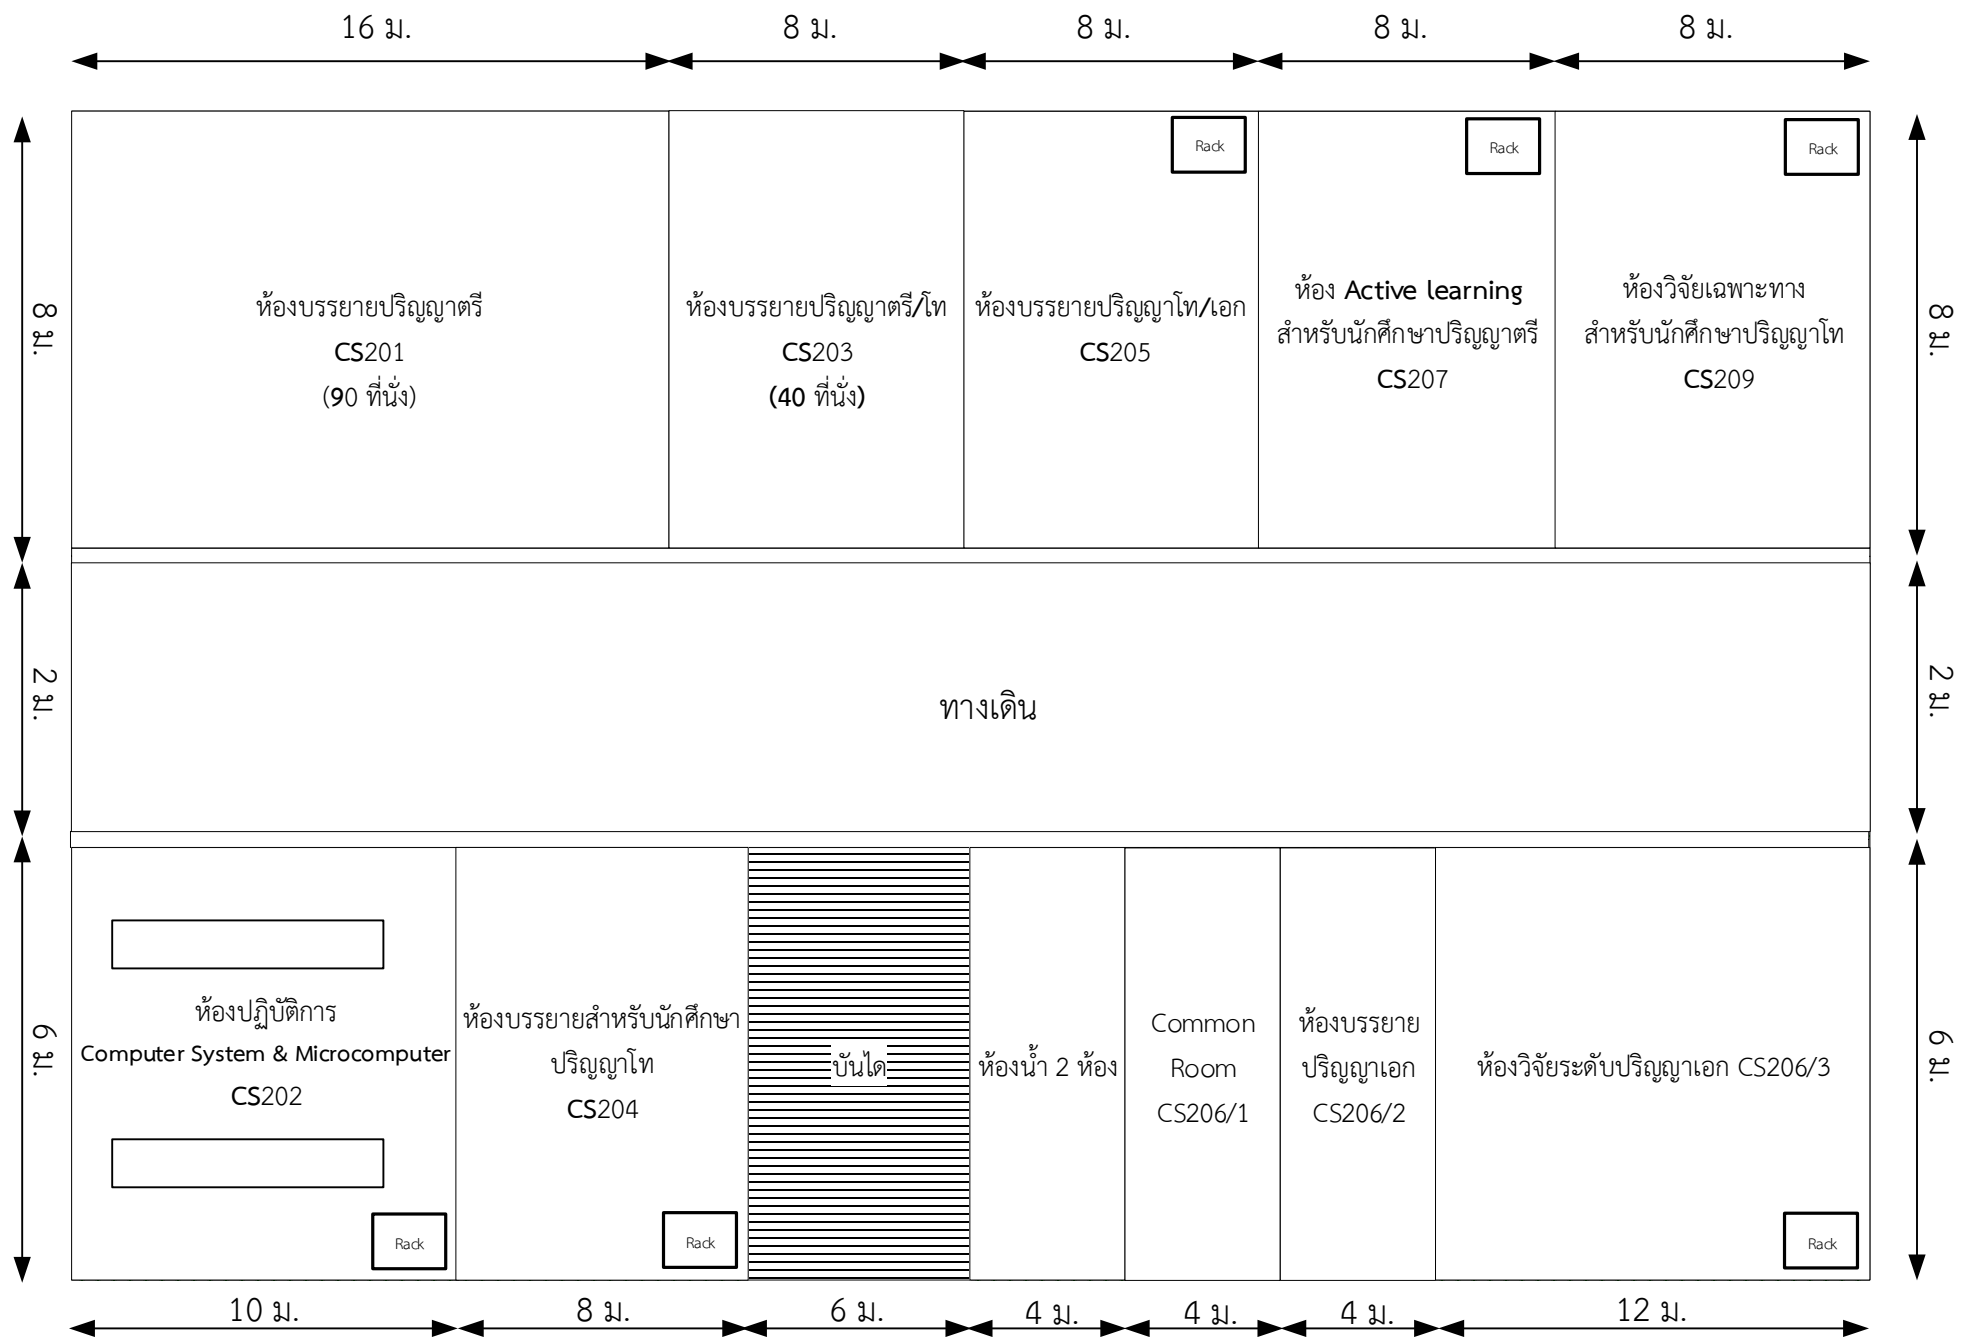 16 ม.
8 ม.
8 ม.
8 ม.
8 ม.
Rack
Rack
Rack
8 ม.
8 ม.
ห้องบรรยายปริญญาตรี
CS201
(90 ที่นั่ง)
ห้องบรรยายปริญญาตรี/โท
CS203
(40 ที่นั่ง)
ห้องบรรยายปริญญาโท/เอก
CS205
ห้อง Active learning
สำหรับนักศึกษาปริญญาตรี
CS207
ห้องวิจัยเฉพาะทาง
สำหรับนักศึกษาปริญญาโท
CS209
2 ม.
ทางเดิน
2 ม.
6 ม.
ห้องปฏิบัติการ
Computer System & Microcomputer
CS202
Rack
ห้องบรรยายสำหรับนักศึกษา
ปริญญาโท
CS204
Rack
บันได
ห้องน้ำ 2 ห้อง
Common
Room
CS206/1
ห้องบรรยาย
ปริญญาเอก
CS206/2
ห้องวิจัยระดับปริญญาเอก CS206/3
Rack
6 ม.
10 ม.
8 ม.
6 ม.
4 ม.
4 ม.
4 ม.
12 ม.